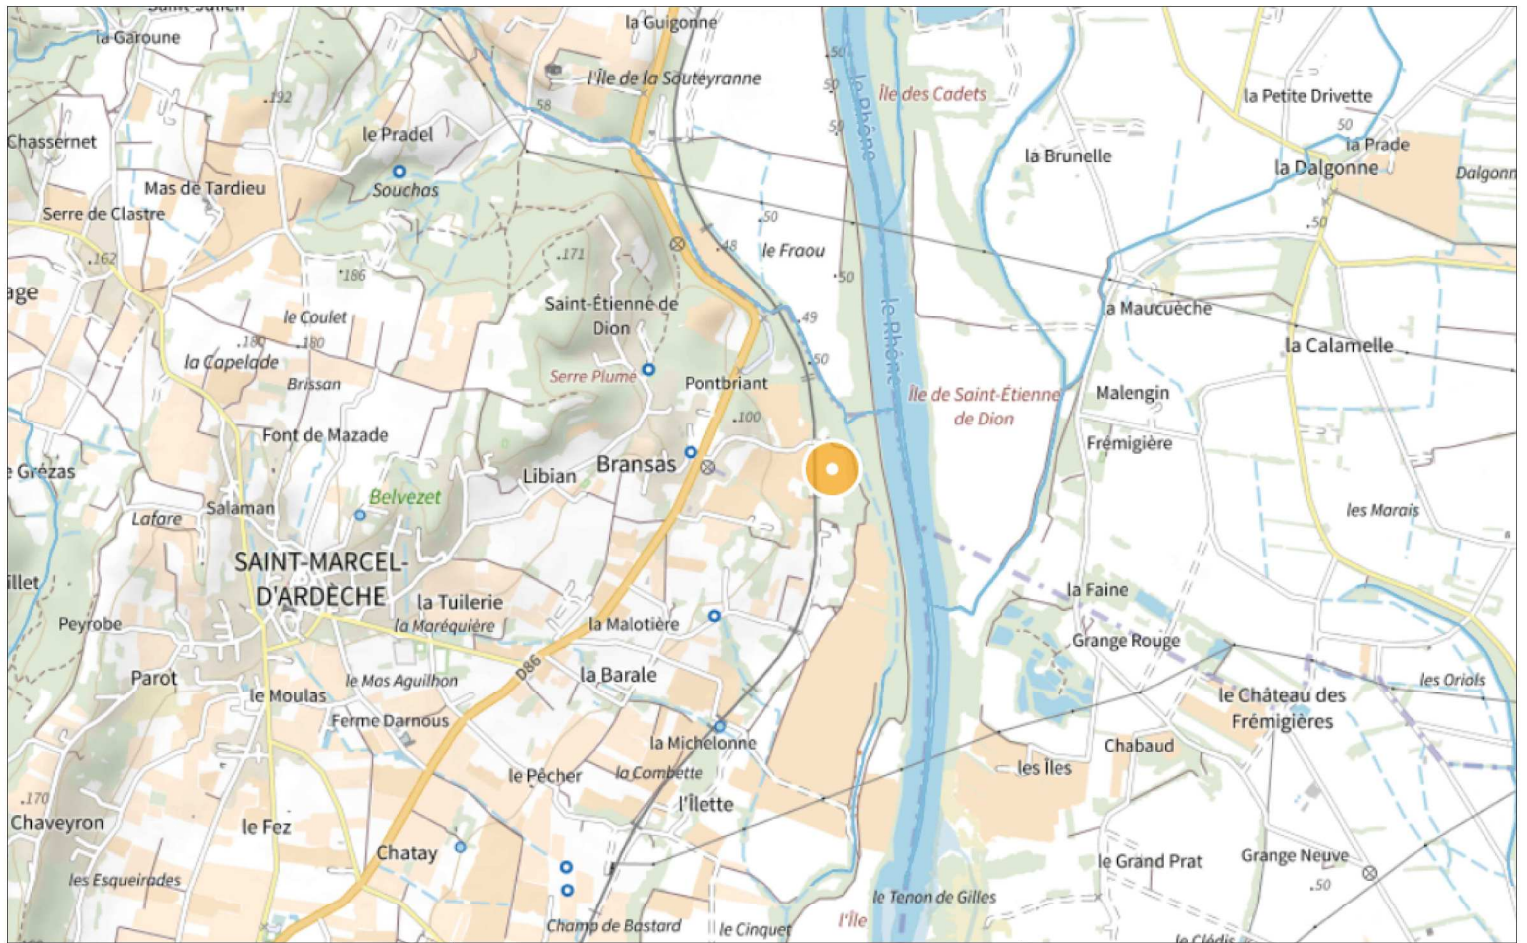 Saint-Julien
la Garoune
la Guigonne
l'Île de la Souteyranne
.50
.50
50
le Rhône
Île des Cadets
la Petite Drivette
.192
58
le Pradel
50
la Prade
Chassernet
la Brunelle
la Dalgonne
Dalgonn
Mas de Tardieu
Souchas
Serre de Clastre
.50
.50
.162
.171
.48
le Fraou
.186
.50
age
Saint-Étienne de
Dion
le Rhône
le Coulet
.49
a Maucuèche
.180
.180
la Capelade
.50
la Calamelle
Brissan
Serre Plume
Pontbriant
Île de Saint-Étienne
de Dion
Malengin
.100
Font de Mazade
Frémigière
e Grézas
Libian
Bransas
Belvezet
Salaman
Lafare
les Marais
SAINT-MARCEL-
D'ARDÈCHE
illet
la Tuilerie
la Faine
Peyrobe
la Maréquière
la Malotière
Grange Rouge
D86
Parot
le Mas Aguilhon
la Barale
les Oriols
le Moulas
le Château des
Frémigières
Ferme Darnous
la Michelonne
Chabaud
le Pêcher
la Combette
les Îles
.170
l'Îlette
Chaveyron
le Fez
Chatay
le Grand Prat
Grange Neuve
les Esqueirades
.50
le Tenon de Gilles
Champ de Bastard
le Cinquet
l'Île
le Clédis